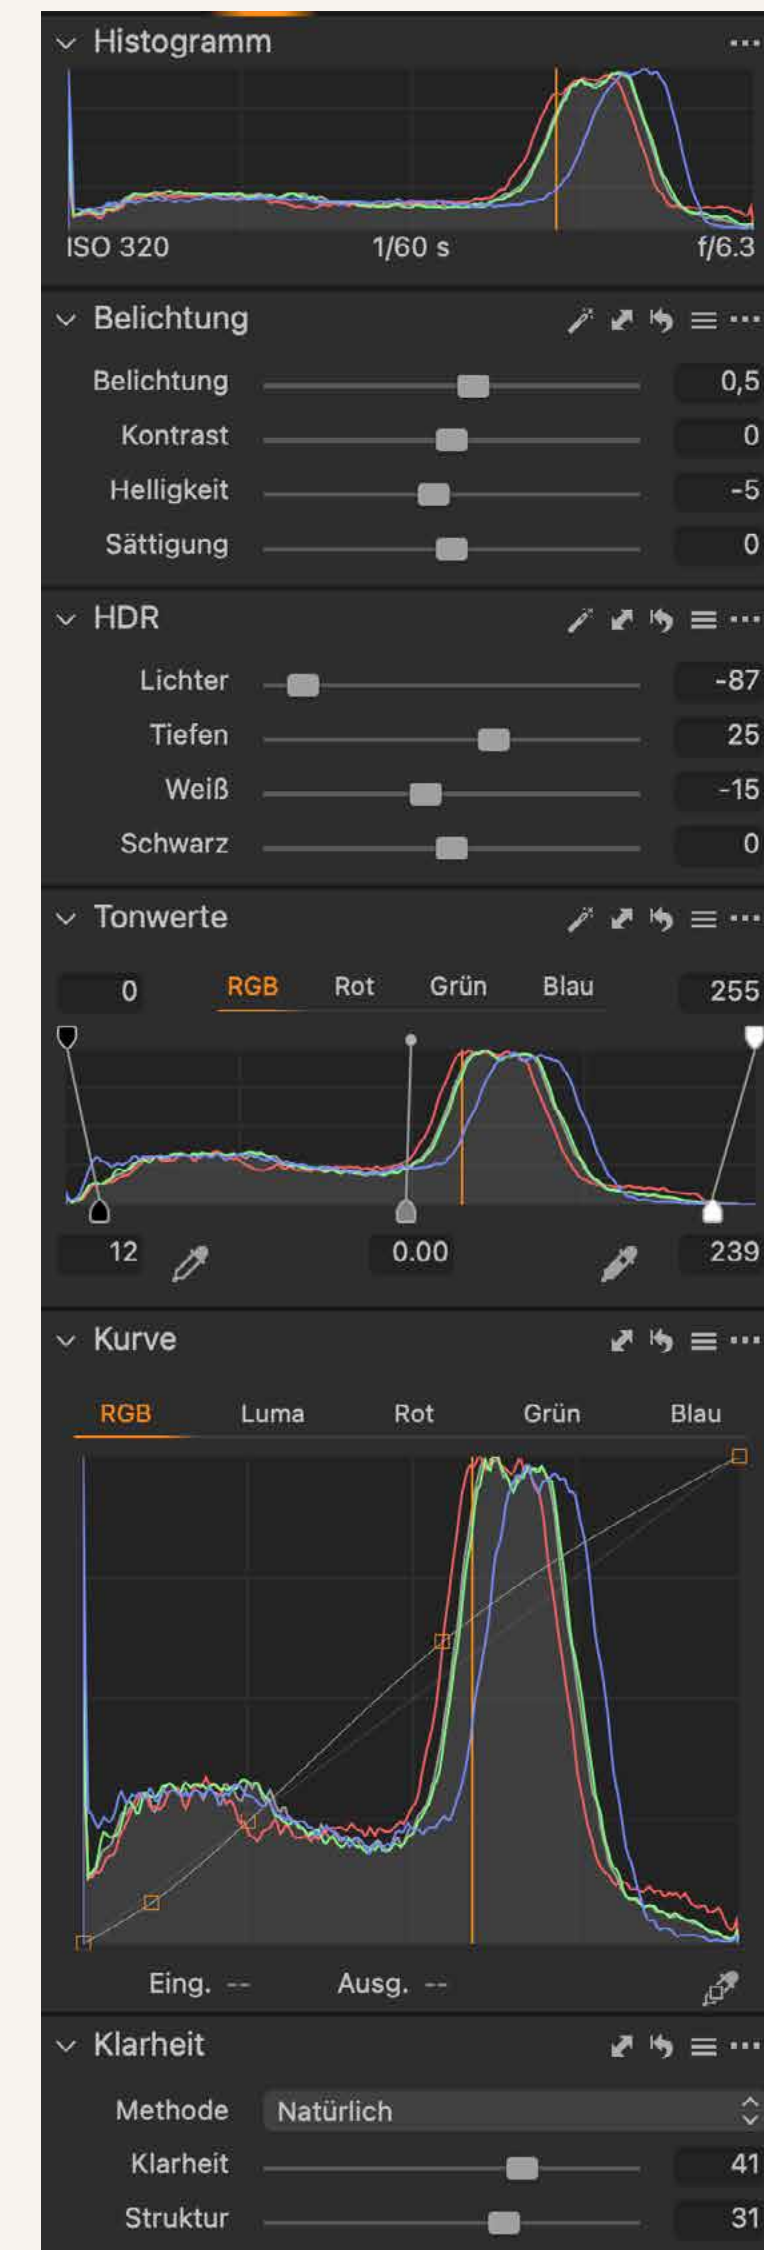 Histogramm
ISO 320 1/60 s f/6.3
Belichtung
Belichtung 0,5
Kontrast 0
Helligkeit -5
Sättigung 0
HDR
Lichter -87
Tiefen 25
Weiß -15
Schwarz 0
Tonwerte
0 RGB Rot Grün Blau 255
12 0.00 239
Kurve
RGB Luma Rot Grün Blau
Eing. -- Ausg. --
Klarheit
Methode Natürlich
Klarheit 41
Struktur 31